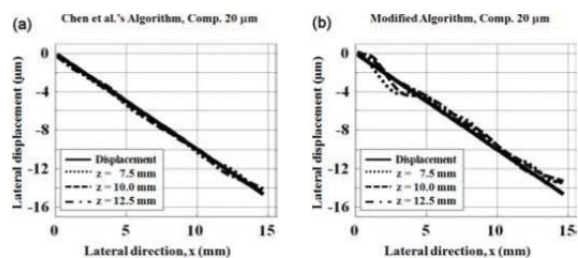 (a) Chen et al.'s Algorithm, Comp. 20 μm
Lateral displacement (μm)
0
-4
-8
-12
-16
Displacement
z = 7.5 mm
z = 10.0 mm
z = 12.5 mm
0 5 10 15
Lateral direction, x (mm)
(b) Modified Algorithm, Comp. 20 μm
Lateral displacement (μm)
0
-4
-8
-12
-16
Displacement
z = 7.5 mm
z = 10.0 mm
z = 12.5 mm
0 5 10 15
Lateral direction, x (mm)